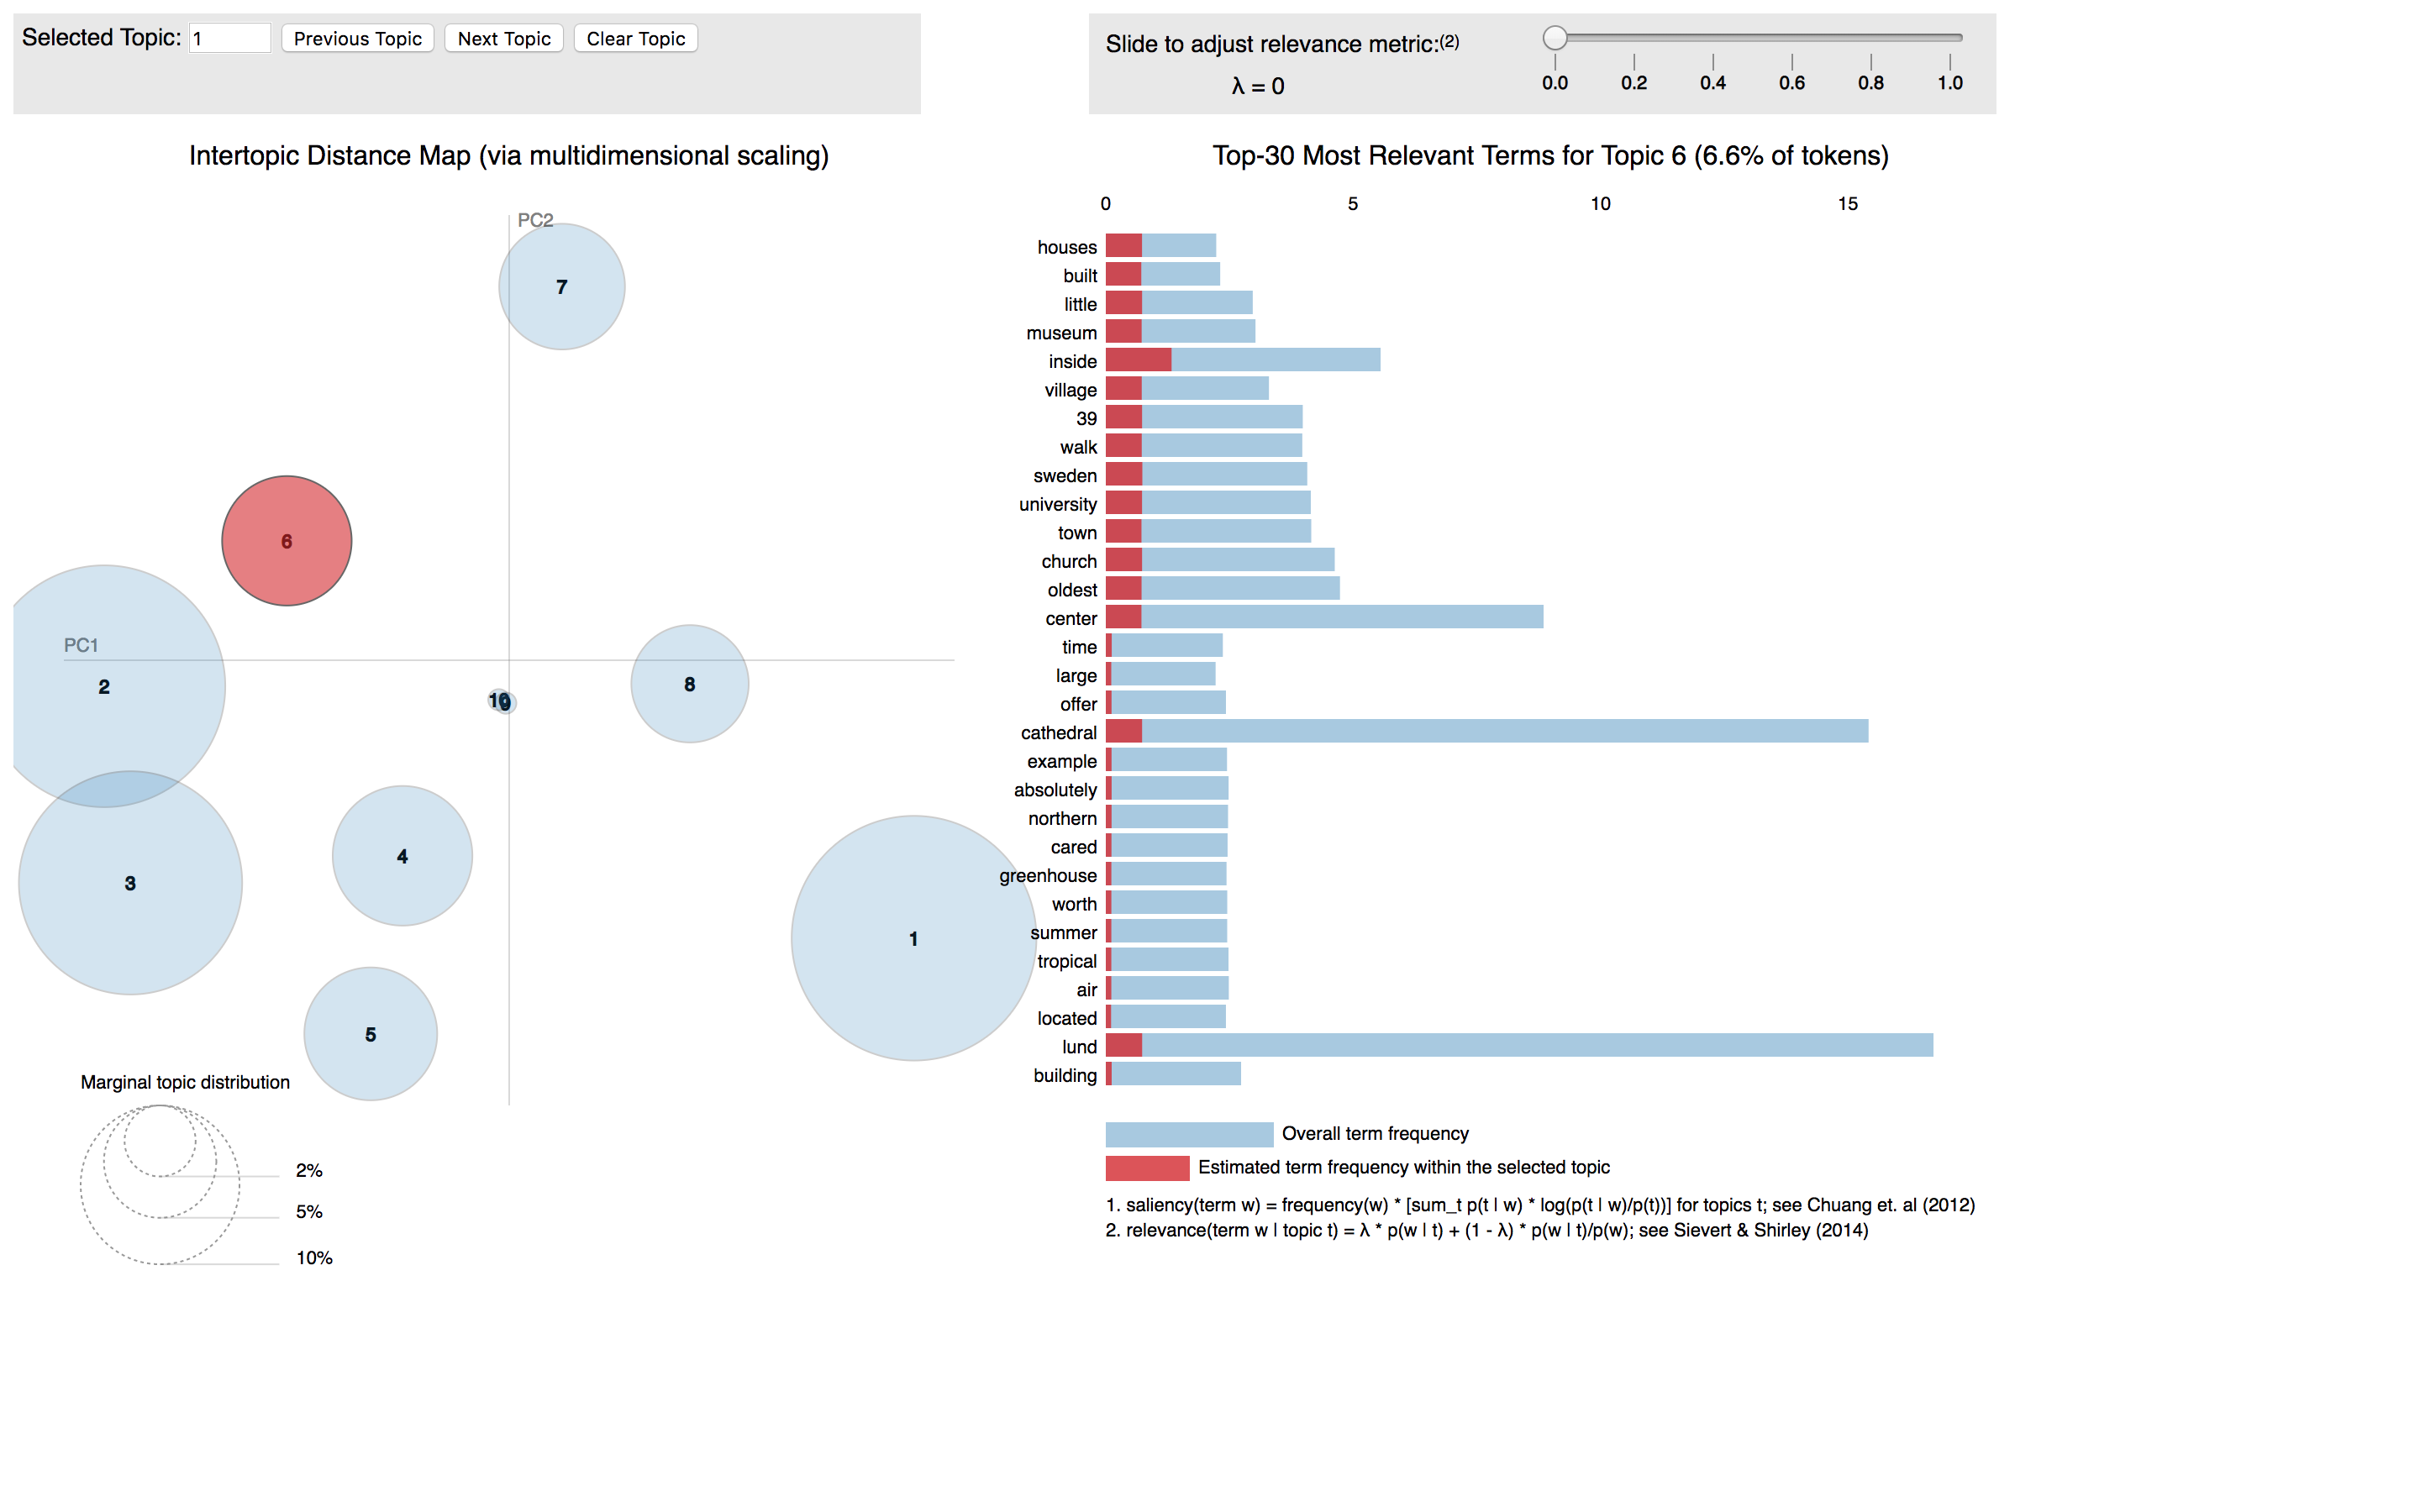 Selected Topic: 1 Previous Topic Next Topic Clear Topic
Slide to adjust relevance metric:(2)
λ = 0
0.0 0.2 0.4 0.6 0.8 1.0
Intertopic Distance Map (via multidimensional scaling)
PC2
7
6
PC1
2
8
10
9
4
3
1
5
Marginal topic distribution
2%
5%
10%
Top-30 Most Relevant Terms for Topic 6 (6.6% of tokens)
0 5 10 15
houses
built
little
museum
inside
village
39
walk
sweden
university
town
church
oldest
center
time
large
offer
cathedral
example
absolutely
northern
cared
greenhouse
worth
summer
tropical
air
located
lund
building
Overall term frequency
Estimated term frequency within the selected topic
1. saliency(term w) = frequency(w) * [sum_t p(t | w) * log(p(t | w)/p(t))] for topics t; see Chuang et. al (2012)
2. relevance(term w | topic t) = λ * p(w | t) + (1 - λ) * p(w | t)/p(w); see Sievert & Shirley (2014)